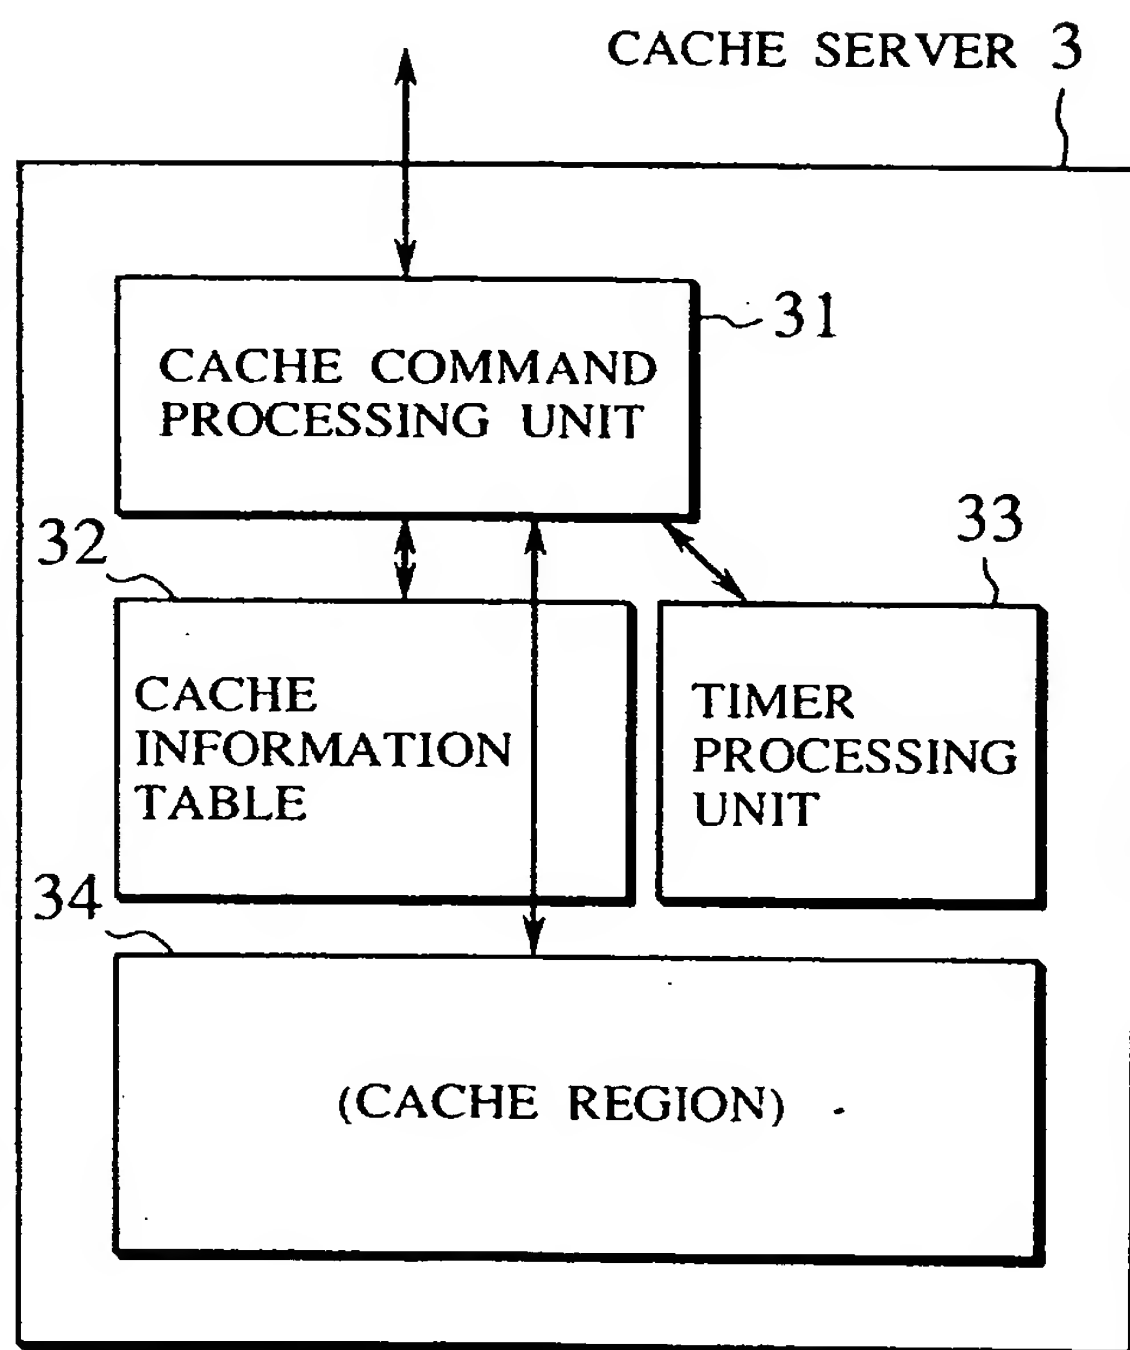 CACHE SERVER 3
31
CACHE COMMAND
PROCESSING UNIT
32
33
CACHE
INFORMATION
TABLE
TIMER
PROCESSING
UNIT
34
(CACHE REGION)